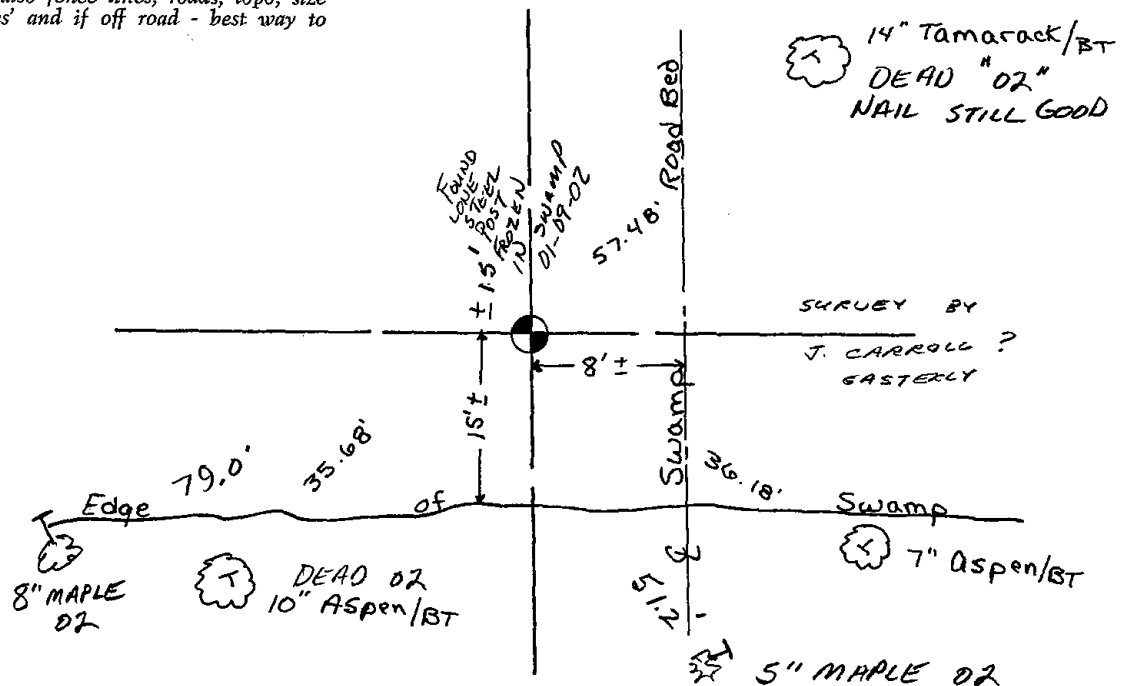 also fence lines, roads, topo, size
es' and if off road - best way to
14" Tamarack/BT
DEAD "02"
NAIL STILL GOOD
Road Bed
FOUND
LONE
STEEL
POST
FROZEN
IN SWAMP
01-09-02
± 1.5'
57.48'
SURVEY BY
J. CARROLL ?
EASTERLY
8' ±
15' ±
Swamp
79.0'
35.68'
36.18'
Edge of Swamp
8" MAPLE
02
DEAD 02
10" Aspen/BT
7" Aspen/BT
51.2'
5" MAPLE 02